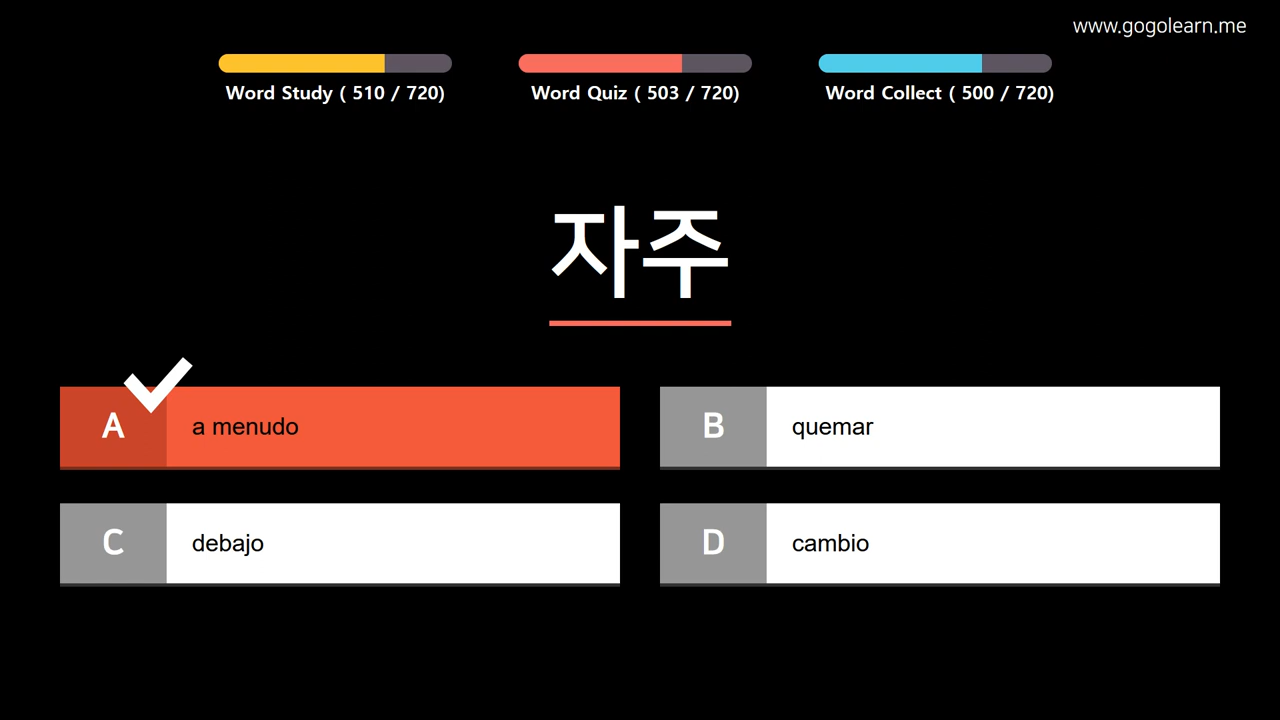 www.gogolearn.me
Word Study ( 510 / 720)
Word Quiz ( 503 / 720)
Word Collect ( 500 / 720)
자주
A a menudo
B quemar
C debajo
D cambio